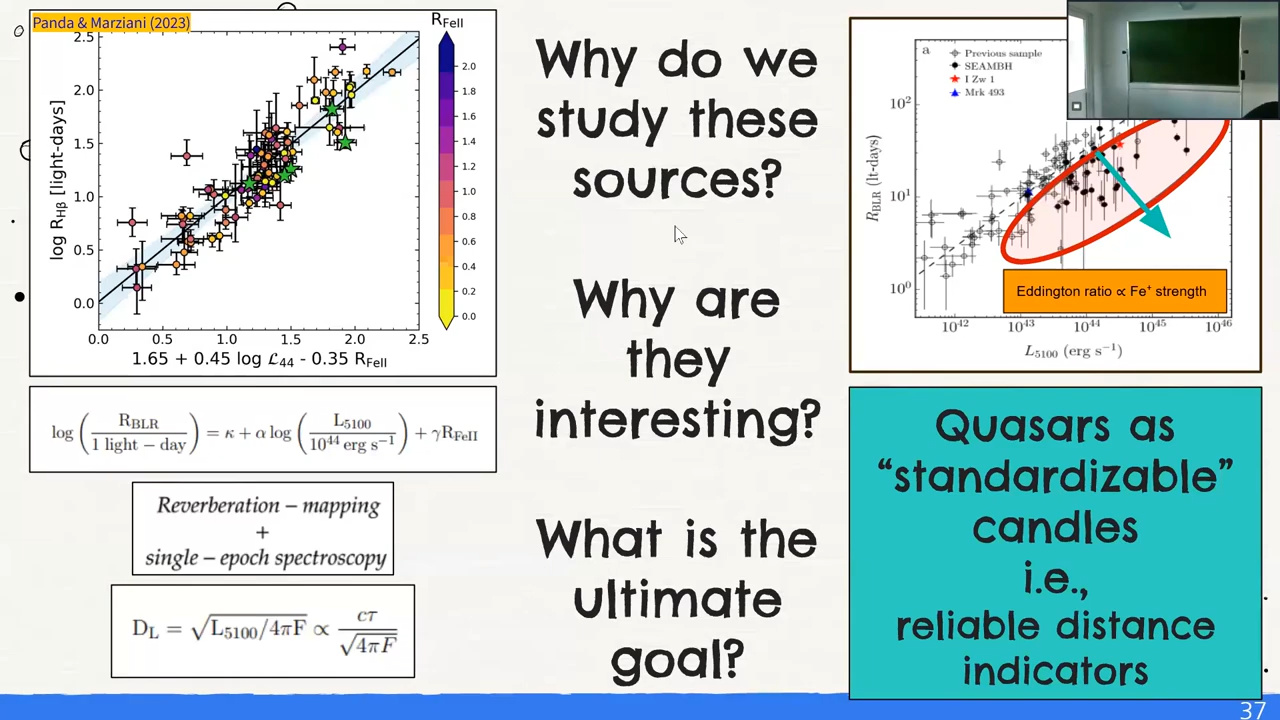 Panda & Marziani (2023)
R_FeII
2.5
2.0
1.5
1.0
0.5
0.0
log R_Hβ [light-days]
0.0 0.5 1.0 1.5 2.0 2.5
1.65 + 0.45 log ℒ_44 - 0.35 R_FeII
2.0
1.8
1.6
1.4
1.2
1.0
0.8
0.6
0.4
0.2
0.0
log ( R_BLR / 1 light − day ) = κ + α log ( L_5100 / 10^44 erg s^−1 ) + γR_FeII
Reverberation – mapping
+
single – epoch spectroscopy
D_L = √(L_5100/4πF) ∝ cτ / √(4πF)
Why do we
study these
sources?
Why are
they
interesting?
What is the
ultimate
goal?
a
Previous sample
SEAMBH
I Zw 1
Mrk 493
10^2
10^1
10^0
R_BLR (lt-days)
Eddington ratio ∝ Fe^+ strength
10^42 10^43 10^44 10^45 10^46
L_5100 (erg s^−1)
Quasars as
“standardizable”
candles
i.e.,
reliable distance
indicators
37